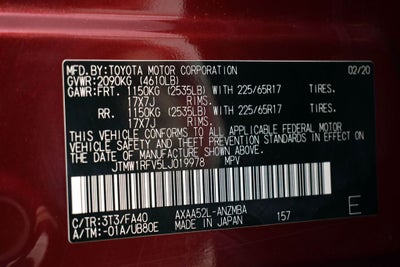 MFD.BY:TOYOTA MOTOR CORPORATION 02/20
GVWR:2090KG (4610LB)
GAWR:FRT. 1150KG (2535LB) WITH 225/65R17 TIRES.
17X7J RIMS.
RR. 1150KG (2535LB) WITH 225/65R17 TIRES.
17X7J RIMS.
THIS VEHICLE CONFORMS TO ALL APPLICABLE FEDERAL MOTOR
VEHICLE SAFETY AND THEFT PREVENTION STANDARDS IN EFFECT ON
THE DATE OF MANUFACTURE SHOWN ABOVE.
JTMW1RFV5LJ019978 MPV
C/TR:3T3/FA40 AXAA52L-ANZMBA
A/TM:-01A/UB80E MADE IN JAPAN 157 E